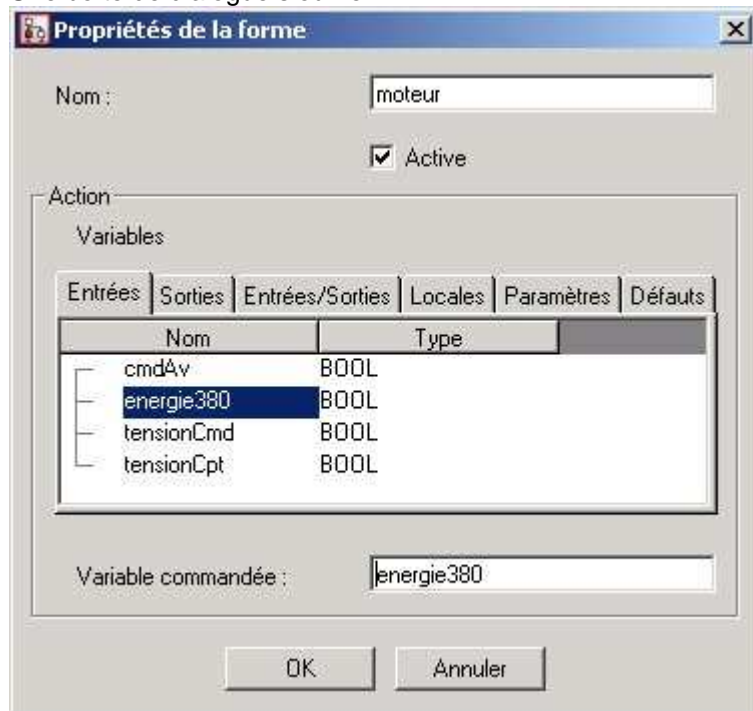 Propriétés de la forme
Nom :
moteur
Active
Action
Variables
Entrées Sorties Entrées/Sorties Locales Paramètres Défauts
Nom Type
cmdAv BOOL
energie380 BOOL
tensionCmd BOOL
tensionCpt BOOL
Variable commandée : energie380
OK Annuler